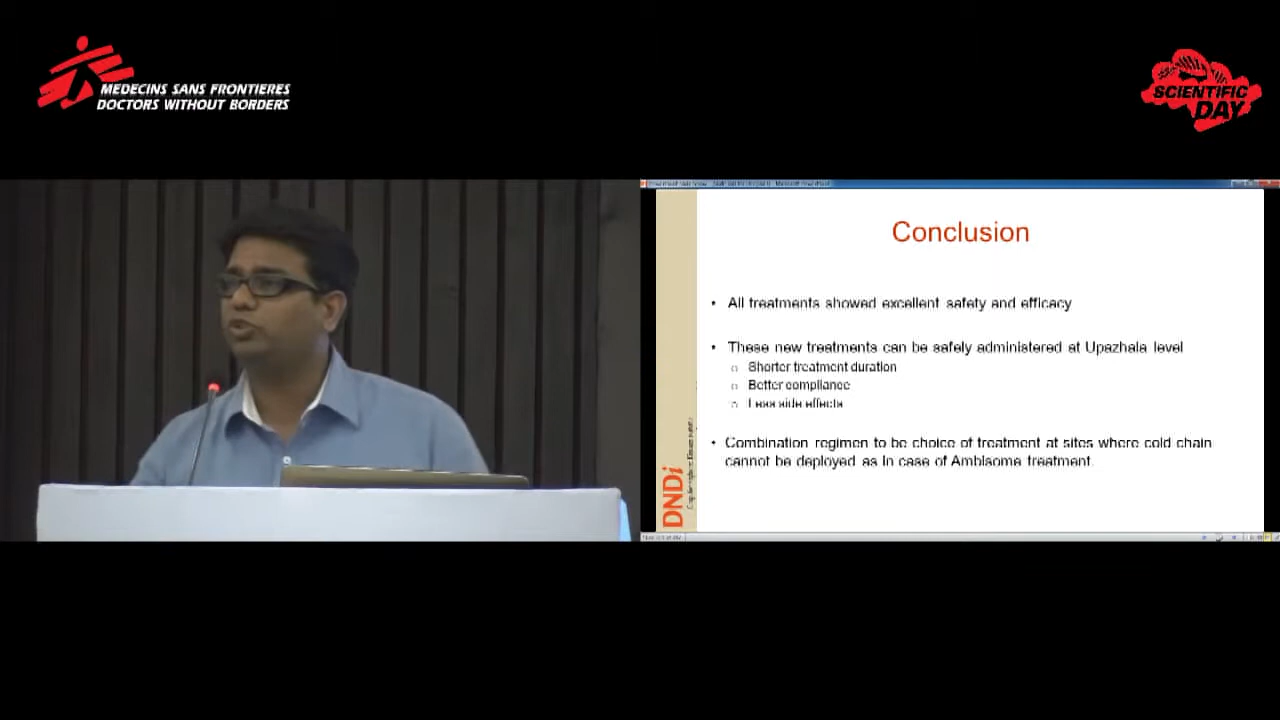 MEDECINS SANS FRONTIERES
DOCTORS WITHOUT BORDERS
SCIENTIFIC
DAY
Conclusion
• All treatments showed excellent safety and efficacy
• These new treatments can be safely administered at Upazhala level
Shorter treatment duration
Better compliance
Less side effects
• Combination regimen to be choice of treatment at sites where cold chain
cannot be deployed as in case of Ambisome treatment.
DNDi